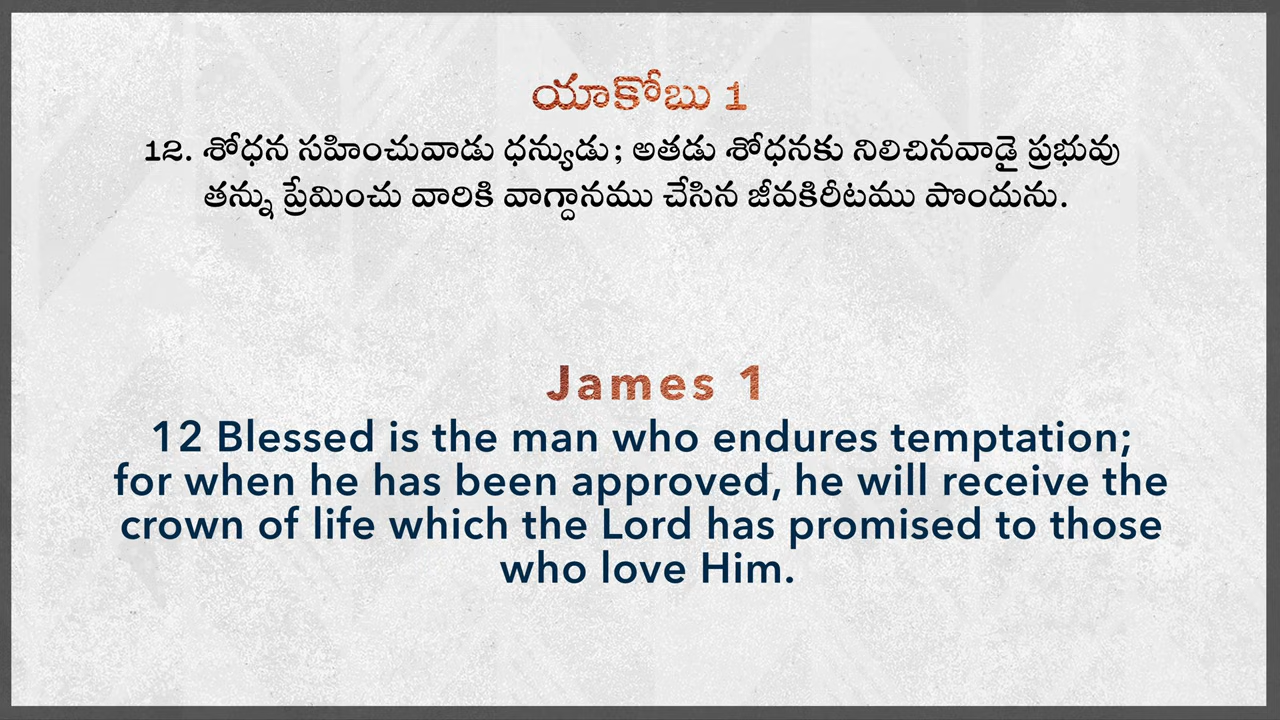 యాకోబు 1
12. శోధన సహించువాడు ధన్యుడు; అతడు శోధనకు నిలిచినవాడై ప్రభువు
తన్ను ప్రేమించు వారికి వాగ్దానము చేసిన జీవకిరీటము పొందును.
James 1
12 Blessed is the man who endures temptation;
for when he has been approved, he will receive the
crown of life which the Lord has promised to those
who love Him.